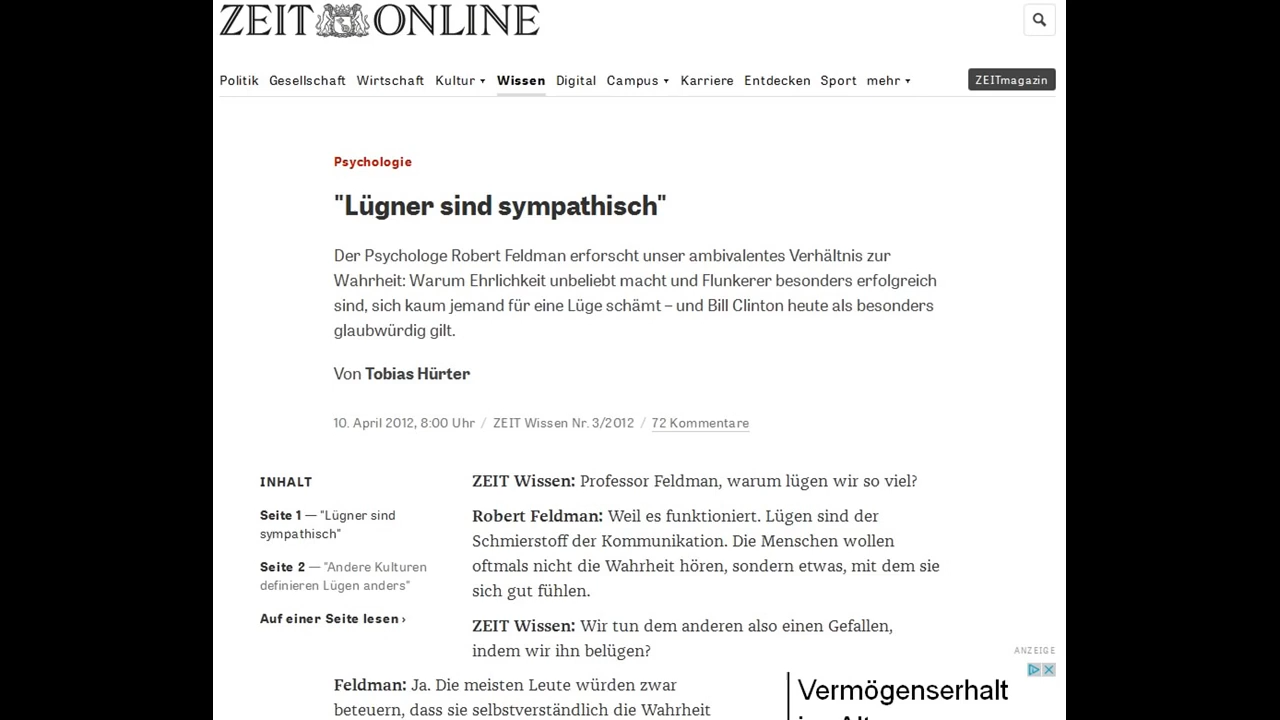 ZEIT ONLINE
Politik Gesellschaft Wirtschaft Kultur ▾ Wissen Digital Campus ▾ Karriere Entdecken Sport mehr ▾ ZEITmagazin
Psychologie
"Lügner sind sympathisch"
Der Psychologe Robert Feldman erforscht unser ambivalentes Verhältnis zur
Wahrheit: Warum Ehrlichkeit unbeliebt macht und Flunkerer besonders erfolgreich
sind, sich kaum jemand für eine Lüge schämt – und Bill Clinton heute als besonders
glaubwürdig gilt.
Von Tobias Hürter
10. April 2012, 8:00 Uhr / ZEIT Wissen Nr. 3/2012 / 72 Kommentare
INHALT
Seite 1 — "Lügner sind
sympathisch"
Seite 2 — "Andere Kulturen
definieren Lügen anders"
Auf einer Seite lesen ›
ZEIT Wissen: Professor Feldman, warum lügen wir so viel?
Robert Feldman: Weil es funktioniert. Lügen sind der
Schmierstoff der Kommunikation. Die Menschen wollen
oftmals nicht die Wahrheit hören, sondern etwas, mit dem sie
sich gut fühlen.
ZEIT Wissen: Wir tun dem anderen also einen Gefallen,
indem wir ihn belügen?
Feldman: Ja. Die meisten Leute würden zwar
beteuern, dass sie selbstverständlich die Wahrheit
ANZEIGE
Vermögenserhalt